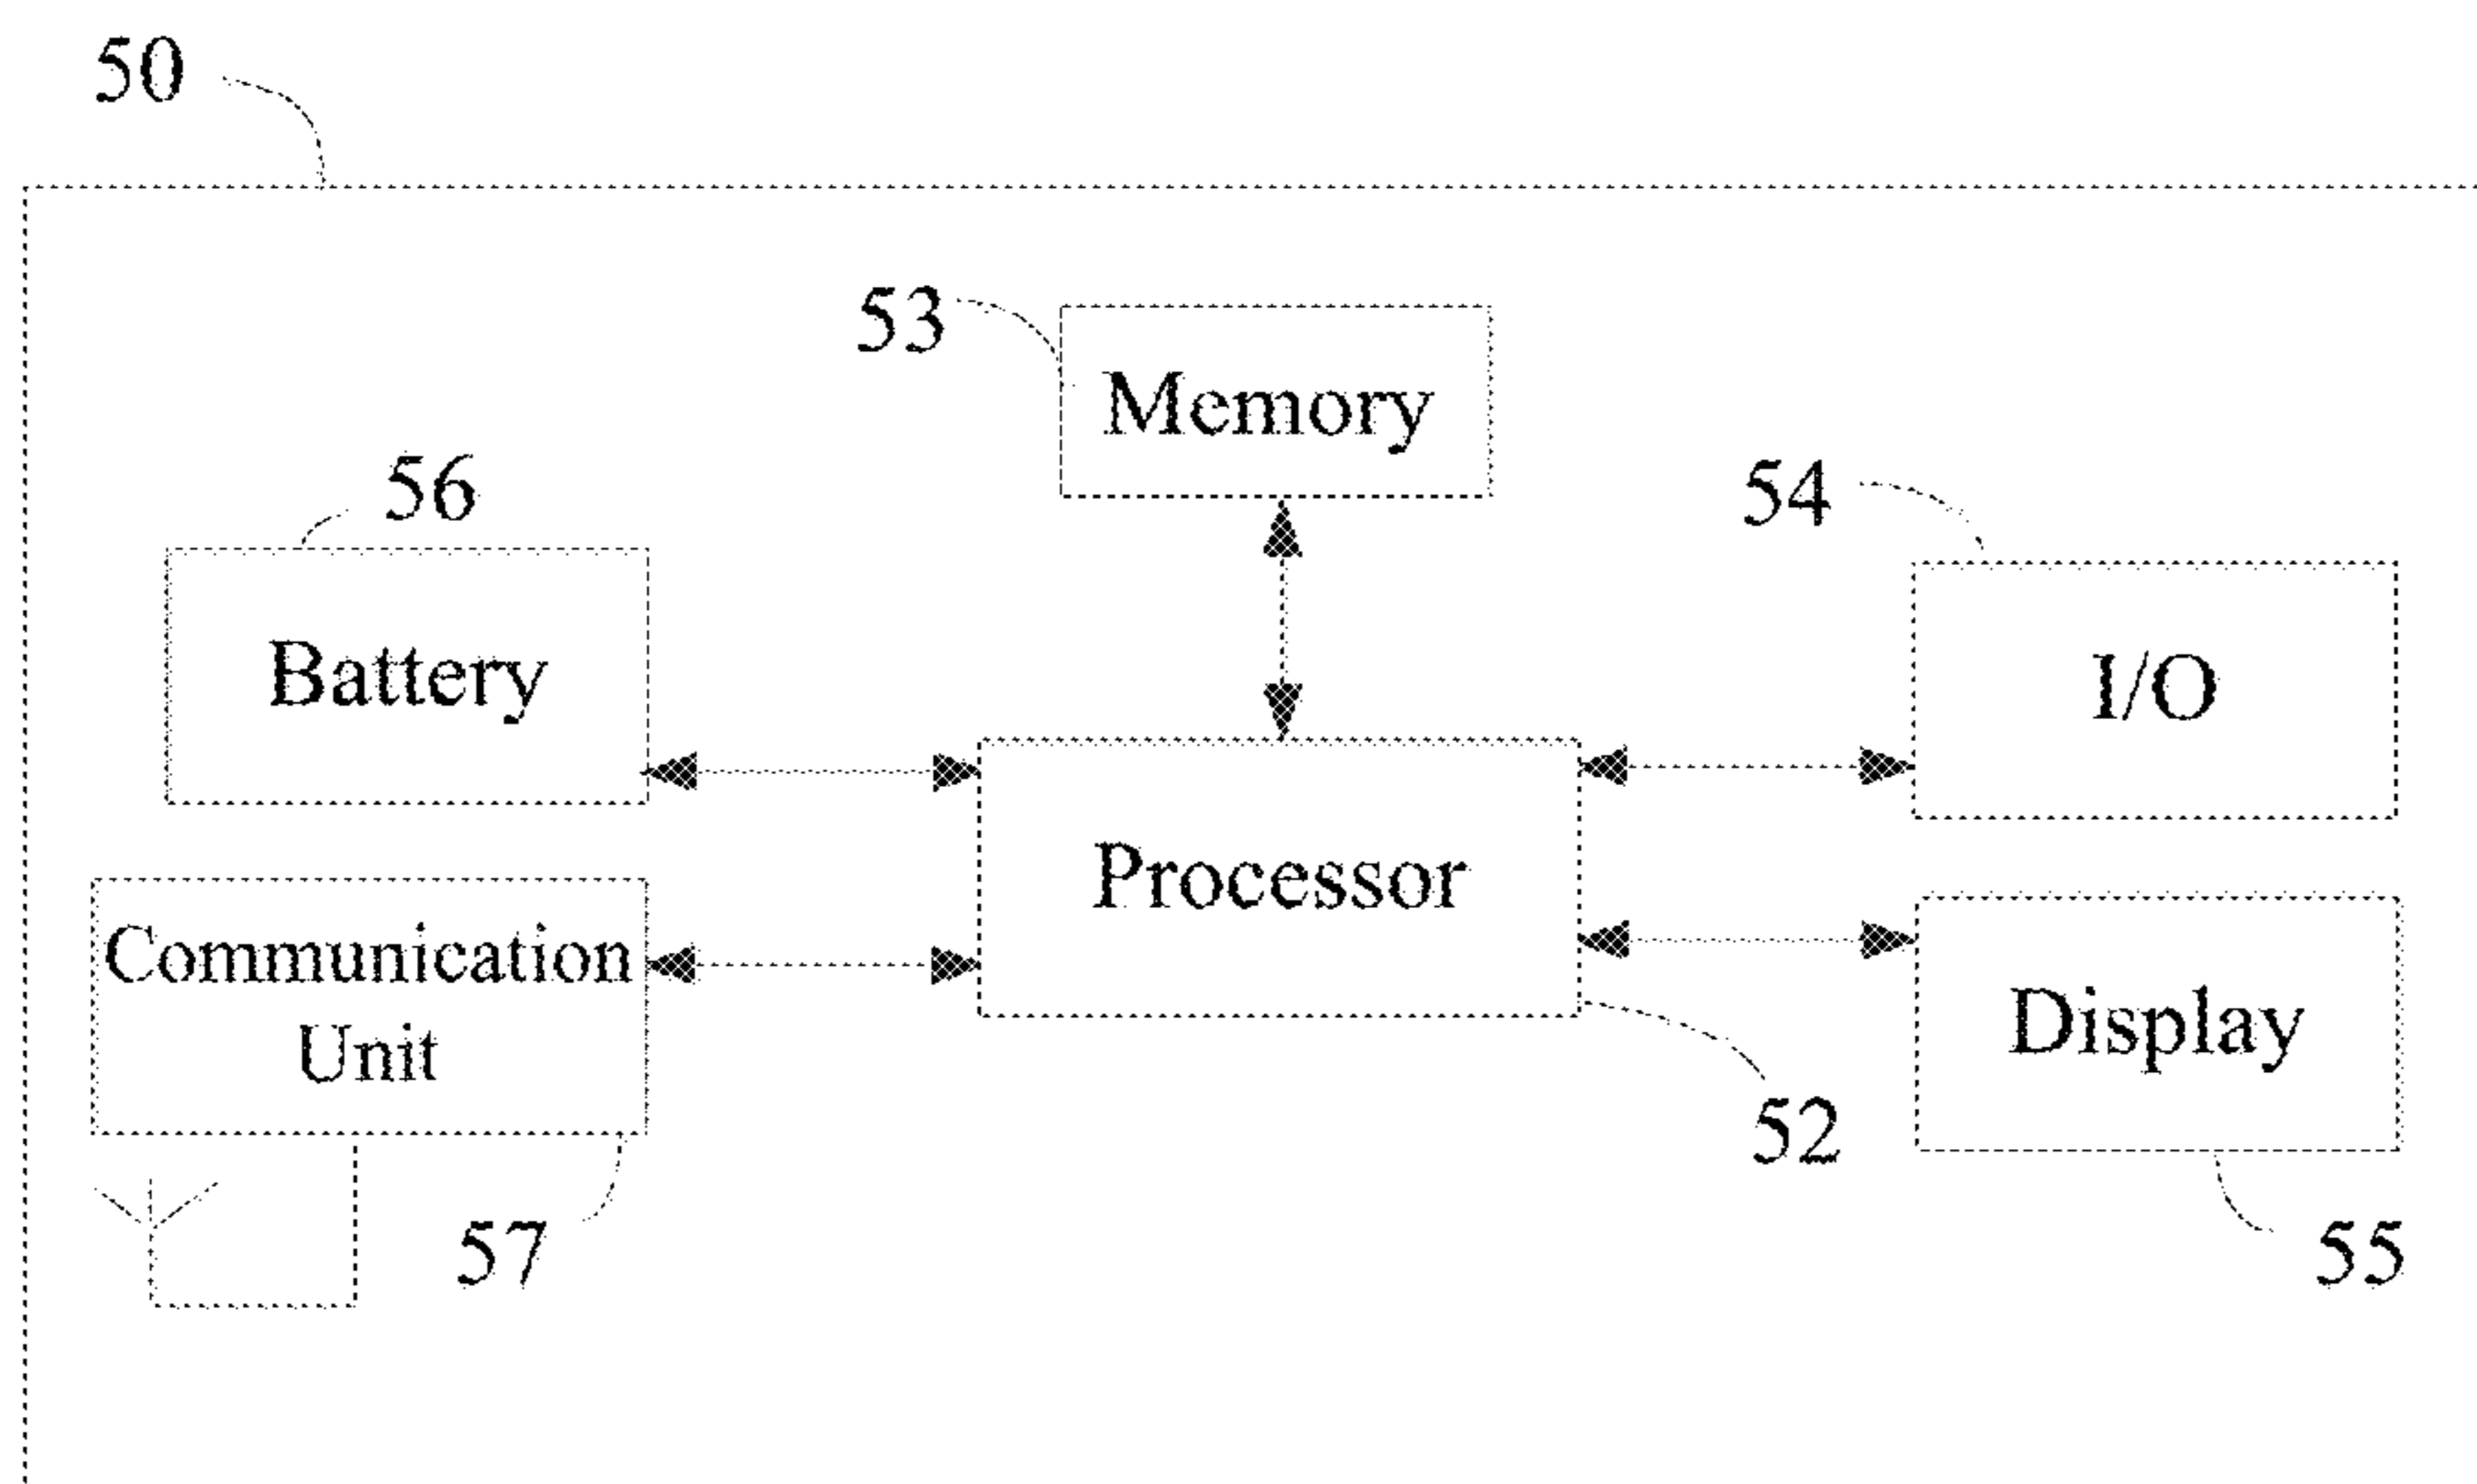 50
53
Memory
56
54
Battery
I/O
Processor
Communication
Unit
Display
52
57
55